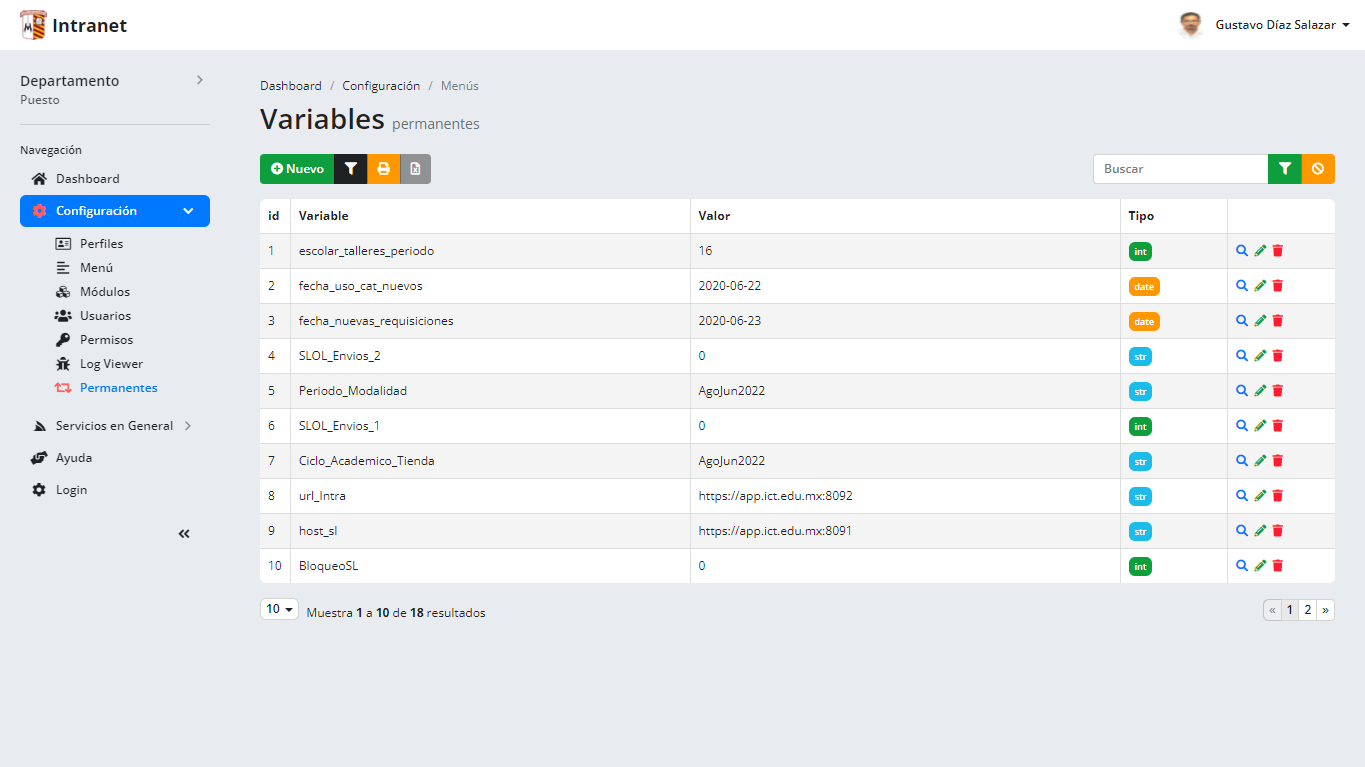 Intranet
Gustavo Díaz Salazar
Departamento
Puesto
Navegación
Dashboard
Configuración
Perfiles
Menú
Módulos
Usuarios
Permisos
Log Viewer
Permanentes
Servicios en General
Ayuda
Login
Dashboard / Configuración / Menús
Variables permanentes
Nuevo
Buscar
id Variable Valor Tipo
1 escolar_talleres_periodo 16 int
2 fecha_uso_cat_nuevos 2020-06-22 date
3 fecha_nuevas_requisiciones 2020-06-23 date
4 SLOL_Envios_2 0 str
5 Periodo_Modalidad AgoJun2022 str
6 SLOL_Envios_1 0 int
7 Ciclo_Academico_Tienda AgoJun2022 str
8 url_Intra https://app.ict.edu.mx:8092 str
9 host_sl https://app.ict.edu.mx:8091 str
10 BloqueoSL 0 int
10 Muestra 1 a 10 de 18 resultados
« 1 2 »